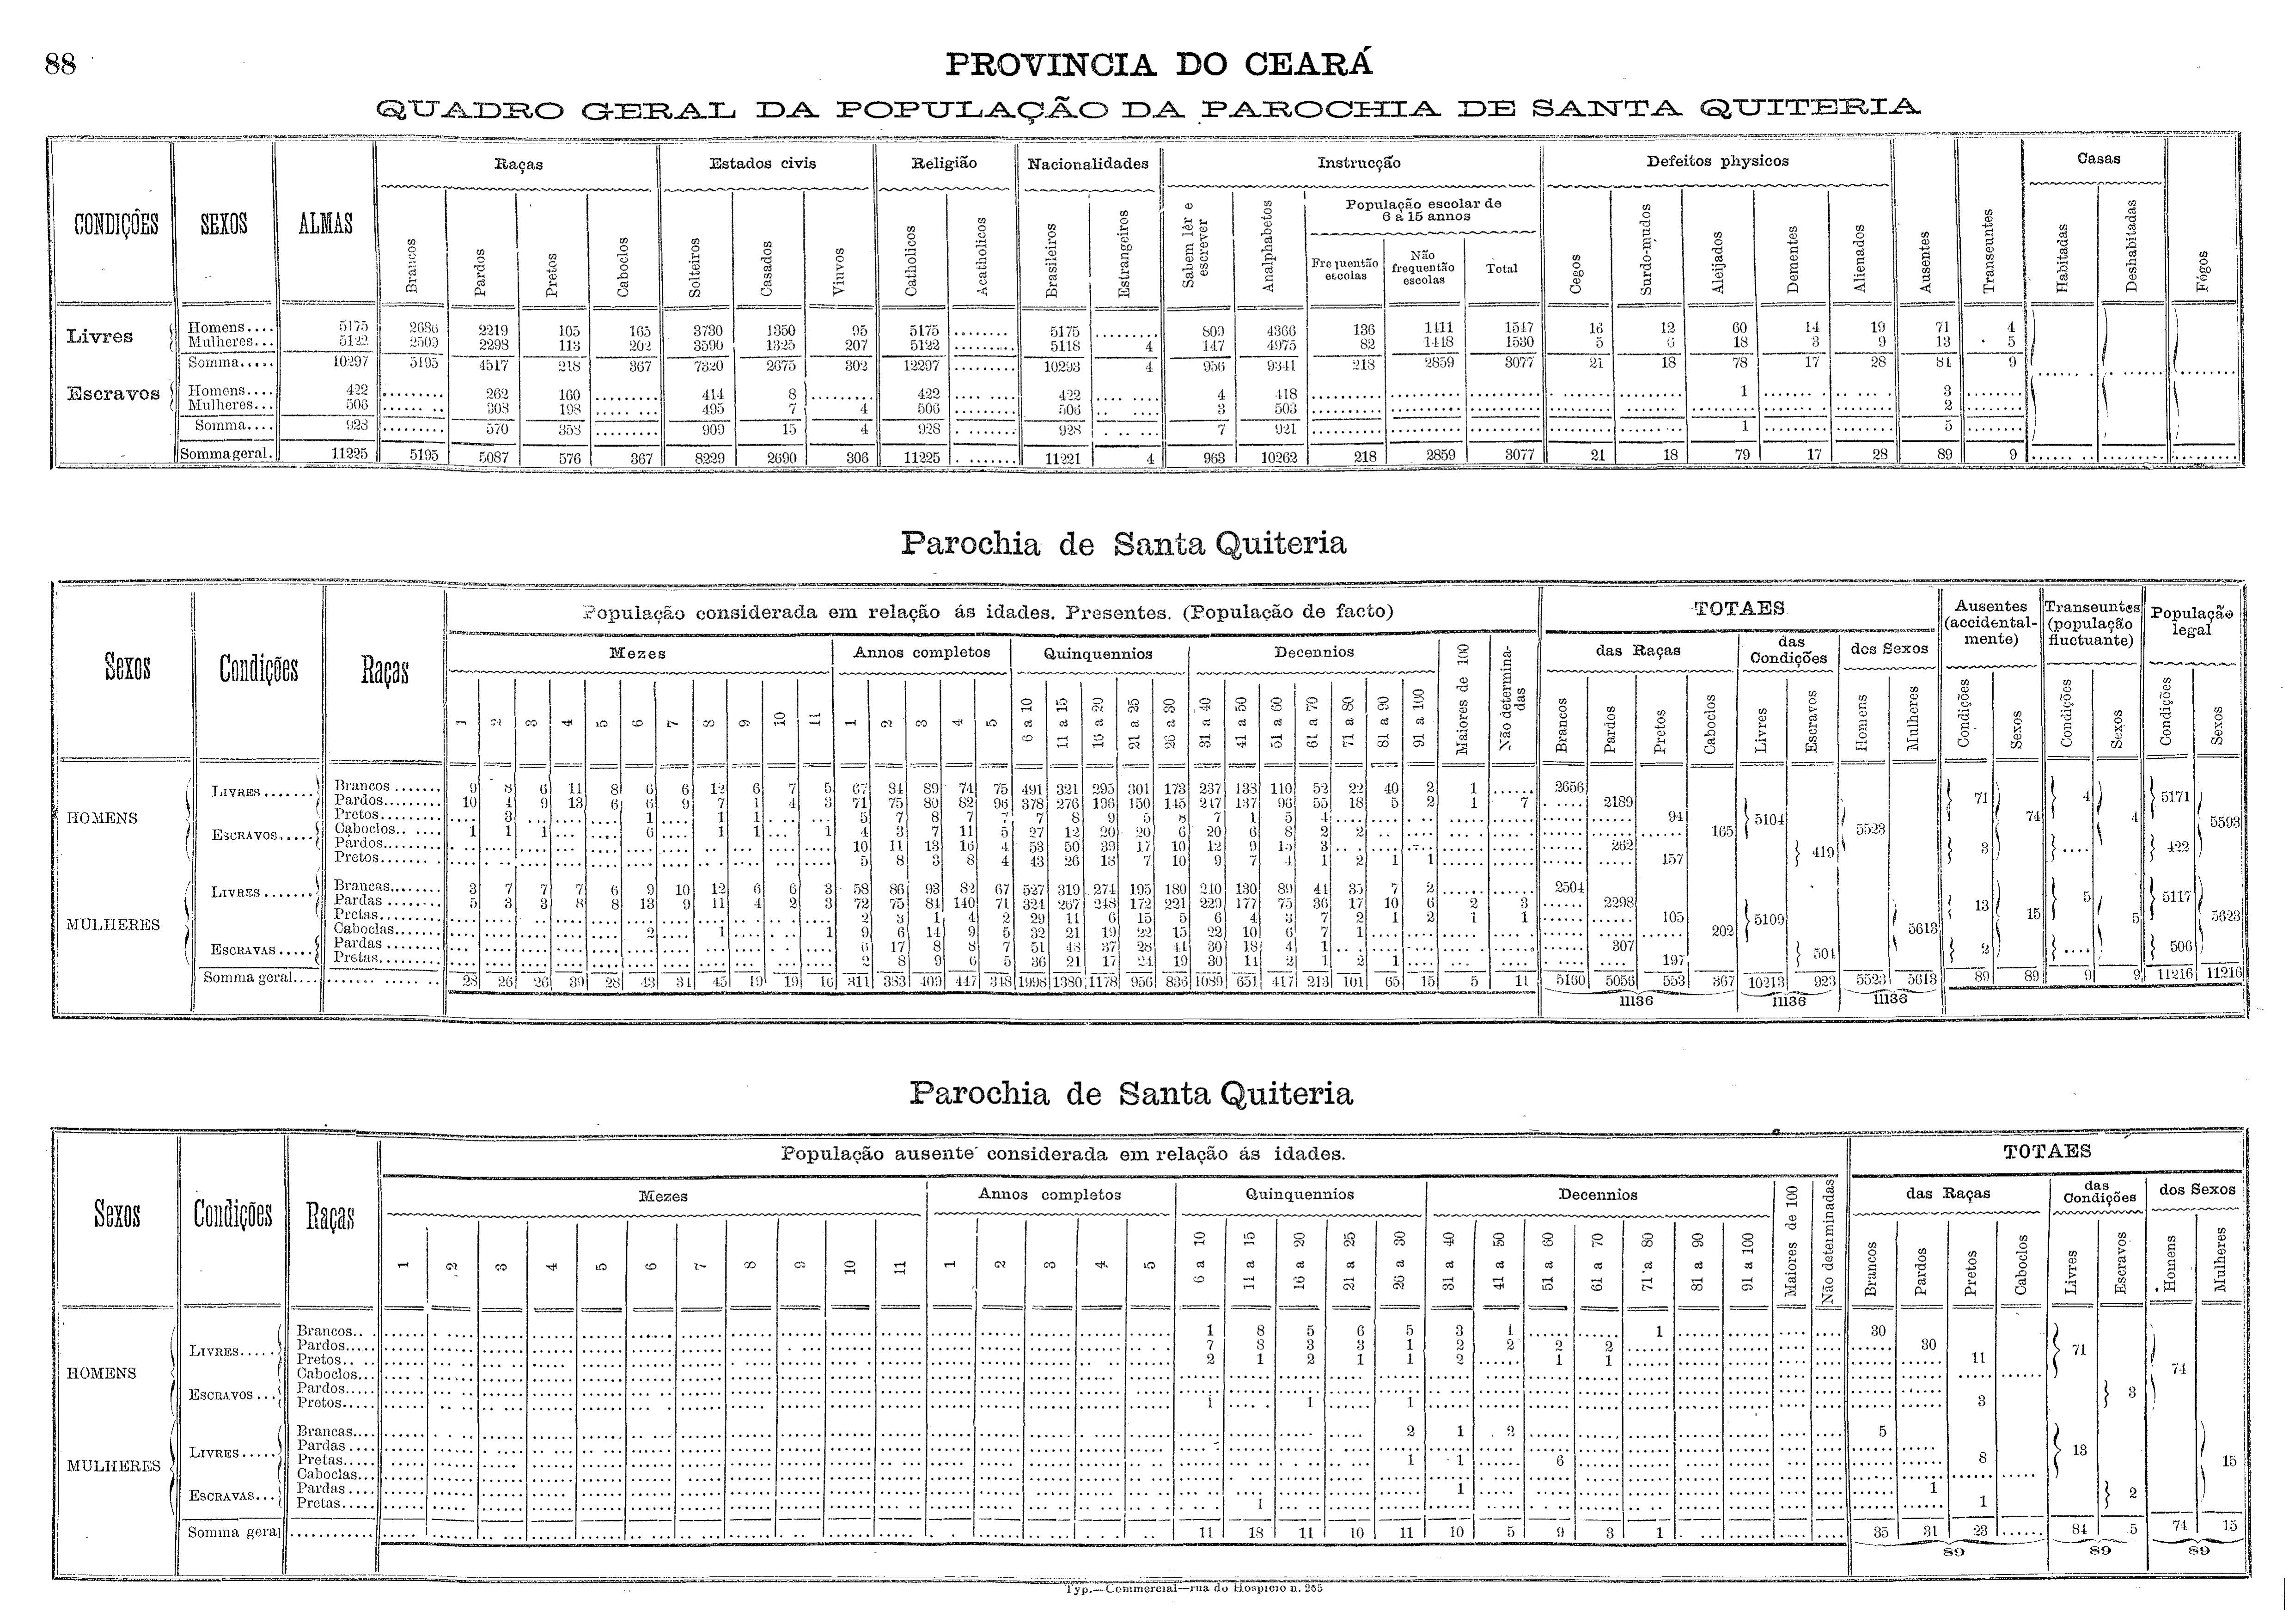 88
PROVINCIA DO CEARÁ
QUADRO GERAL DA POPULAÇÃO DA PAROCHIA DE SANTA QUITERIA
CONDIÇÕES SEXOS ALMAS Raças Estados civis Religião Nacionalidades Instrucção Defeitos physicos Ausentes Transeuntes Casas Fógos
População escolar de 6 a 15 annos
Brancos Pardos Pretos Caboclos Solteiros Casados Viuvos Catholicos Acatholicos Brasileiros Estrangeiros Sabem lêr e escrever Analphabetos Frequentão escolas Não frequentão escolas Total Cegos Surdo-mudos Aleijados Dementes Alienados Habitadas Deshabitadas
Livres Homens.... 5175 2686 2219 105 165 3730 1350 95 5175 ........ 5175 ........ 809 4366 136 1411 1547 16 12 60 14 19 71 4
Mulheres... 5122 2509 2298 113 202 3590 1325 207 5122 ........ 5118 4 147 4975 82 1448 1530 5 6 18 3 9 13 5
Somma..... 10297 5195 4517 218 367 7320 2675 302 12297 ........ 10293 4 956 9341 218 2859 3077 21 18 78 17 28 84 9
Escravos Homens.... 422 ........ 262 160 ........ 414 8 ........ 422 ........ 422 ........ 4 418 ........ ........ ........ ........ ........ 1 ........ ........ 3 ........
Mulheres... 506 ........ 308 198 ........ 495 7 4 506 ........ 506 ........ 3 503 ........ ........ ........ ........ ........ ........ ........ ........ 2 ........
Somma.... 928 ........ 570 358 ........ 909 15 4 928 ........ 928 ........ 7 921 ........ ........ ........ ........ ........ 1 ........ ........ 5 ........
Somma geral. 11225 5195 5087 576 367 8229 2690 306 11225 ........ 11221 4 963 10262 218 2859 3077 21 18 79 17 28 89 9 ........ ........ ........
Parochia de Santa Quiteria
Sexos Condições Raças População considerada em relação ás idades. Presentes. (População de facto) TOTAES Ausentes (accidentalmente) Transeuntes (população fluctuante) População legal
Mezes Annos completos Quinquennios Decennios Maiores de 100 Não determinadas das Raças das Condições dos Sexos
1 2 3 4 5 6 7 8 9 10 11 1 2 3 4 5 6 a 10 11 a 15 16 a 20 21 a 25 26 a 30 31 a 40 41 a 50 51 a 60 61 a 70 71 a 80 81 a 90 91 a 100 Brancos Pardos Pretos Caboclos Livres Escravos Homens Mulheres Condições Sexos Condições Sexos Condições Sexos
HOMENS LIVRES....... Brancos ....... 9 8 6 11 8 6 6 12 6 7 5 67 84 89 74 75 491 321 295 301 173 237 133 110 52 22 40 2 1 ...... 2656
Pardos......... 10 4 9 13 6 6 9 7 1 4 3 71 75 80 82 96 378 276 196 150 145 247 137 96 55 18 5 2 1 7 ...... 2189
Pretos......... .... 3 .... .... .... 1 .... 1 1 .... .... 5 7 8 7 7 7 8 9 5 8 7 1 5 4 .... .... .... .... .... 94
Caboclos.. .... 1 1 1 .... .... 6 .... 1 1 .... 1 4 3 7 11 5 27 12 20 20 6 20 6 8 2 2 .... .... .... .... 165 5104 5523 71 74 4 4 5171 5593
ESCRAVOS..... Pardos......... 10 11 13 16 4 53 50 39 17 10 12 9 15 3 .... .... .... .... .... 262
Pretos...... .. 5 8 3 8 4 43 26 18 7 10 9 7 4 1 2 1 1 .... .... 157 419 3 .... 422
MULHERES LIVRES....... Brancas........ 3 7 7 7 6 9 10 12 6 6 3 58 86 93 82 67 527 319 274 195 180 240 130 89 44 35 7 2 ...... ...... 2504
Pardas ........ 5 3 3 8 8 13 9 11 4 2 3 72 75 84 140 71 324 267 248 172 221 229 177 75 36 17 10 6 2 3 ...... 2298
Pretas......... 2 3 1 4 2 29 11 6 15 5 6 4 3 7 2 1 2 1 1 105
Caboclas....... .... .... .... .... .... 2 .... 1 .... .... 1 9 6 14 9 5 32 21 19 22 15 22 10 6 7 1 .... .... .... .... 202 5109 5613 13 15 5 5 5117 5623
ESCRAVAS..... Pardas ........ 6 17 8 8 7 51 43 37 28 41 30 18 4 1 .... .... .... .... .... 307
Pretas......... 2 8 9 6 5 36 21 17 24 19 30 11 2 1 2 1 .... .... .... 197 504 2 .... 506
Somma geral.... 28 26 26 39 28 43 34 45 19 19 16 311 383 409 447 348 1998 1380 1178 956 836 1089 651 417 213 101 65 15 5 11 5160 5056 553 367 10213 923 5523 5613 89 89 9 9 11216 11216
11136 11136 11136
Parochia de Santa Quiteria
Sexos Condições Raças População ausente considerada em relação ás idades. TOTAES
Mezes Annos completos Quinquennios Decennios Maiores de 100 Não determinadas das Raças das Condições dos Sexos
1 2 3 4 5 6 7 8 9 10 11 1 2 3 4 5 6 a 10 11 a 15 16 a 20 21 a 25 26 a 30 31 a 40 41 a 50 51 a 60 61 a 70 71 a 80 81 a 90 91 a 100 Brancos Pardos Pretos Caboclos Livres Escravos Homens Mulheres
HOMENS LIVRES..... Brancos.. . 1 8 5 6 5 3 1 ...... ...... 1 ...... ...... 30
Pardos..... 7 8 3 3 1 2 2 2 2 ...... ...... 30
Pretos.. .. 2 1 2 1 1 2 ...... 1 1 ...... ...... 11 71
Caboclos... 74
ESCRAVOS... Pardos.....
Pretos..... 1 .... 1 ...... 1 ...... 3 3
MULHERES LIVRES..... Brancas.... 2 1 2 ...... 5
Pardas ....
Pretas..... 1 1 ...... 6 ...... 8 13 15
Caboclas...
ESCRAVAS... Pardas .... 1 ...... 1
Pretas..... 1 ...... 1 2
Somma geral ........... 11 18 11 10 11 10 5 9 3 1 ...... ...... 35 31 23 ...... 84 5 74 15
89 89 89
Typ.—Commercial—rua do Hospicio n. 265